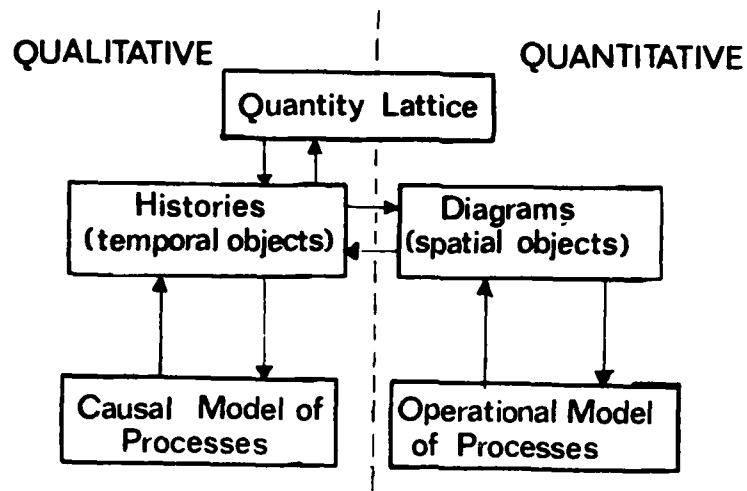 QUALITATIVE
QUANTITATIVE
Quantity Lattice
Histories
(temporal objects)
Diagrams
(spatial objects)
Causal Model of
Processes
Operational Model
of Processes